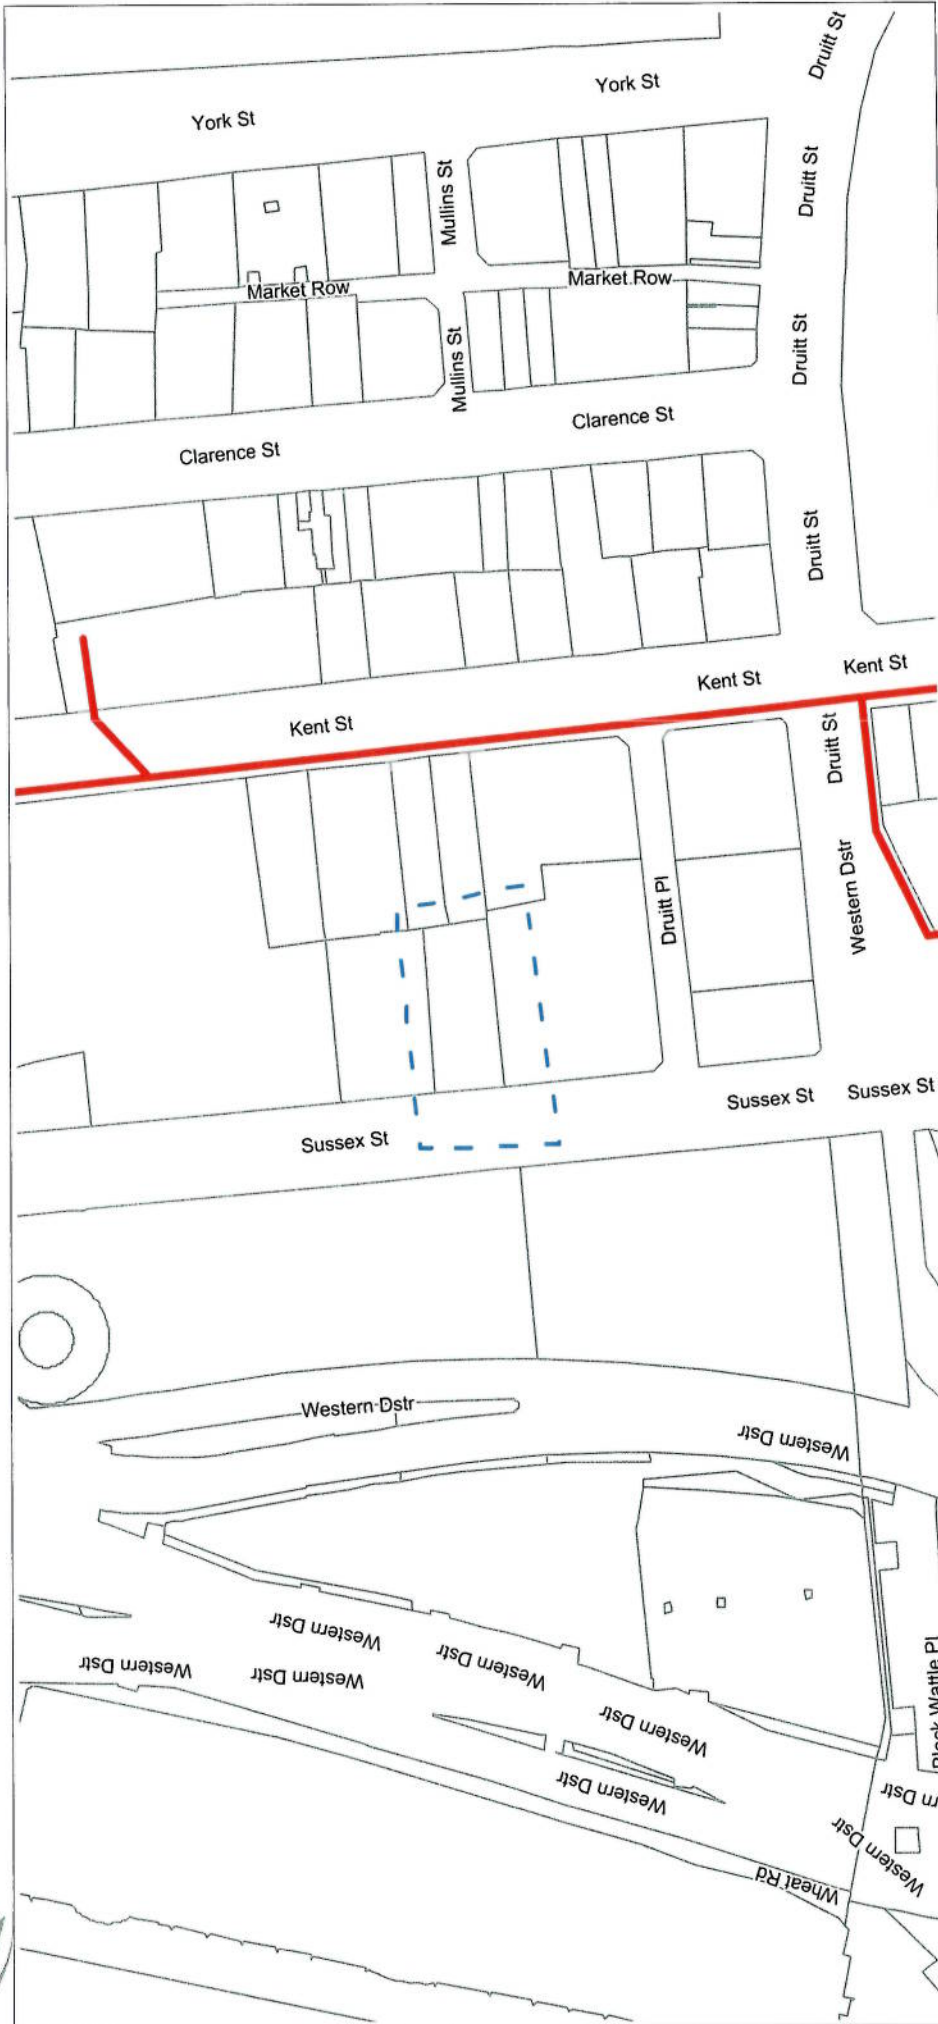 Druitt St
York St
York St
Druitt St
Mullins St
Market Row
Market Row
Druitt St
Mullins St
Clarence St
Clarence St
Druitt St
Kent St
Kent St
Kent St
Druitt St
Western Dstr
Druitt Pl
Sussex St
Sussex St
Sussex St
Western Dstr
Western Dstr
Western Dstr
Western Dstr
Western Dstr
Western Dstr
Western Dstr
Western Dstr
Wattle Pl
Western Dstr
Wheat Rd